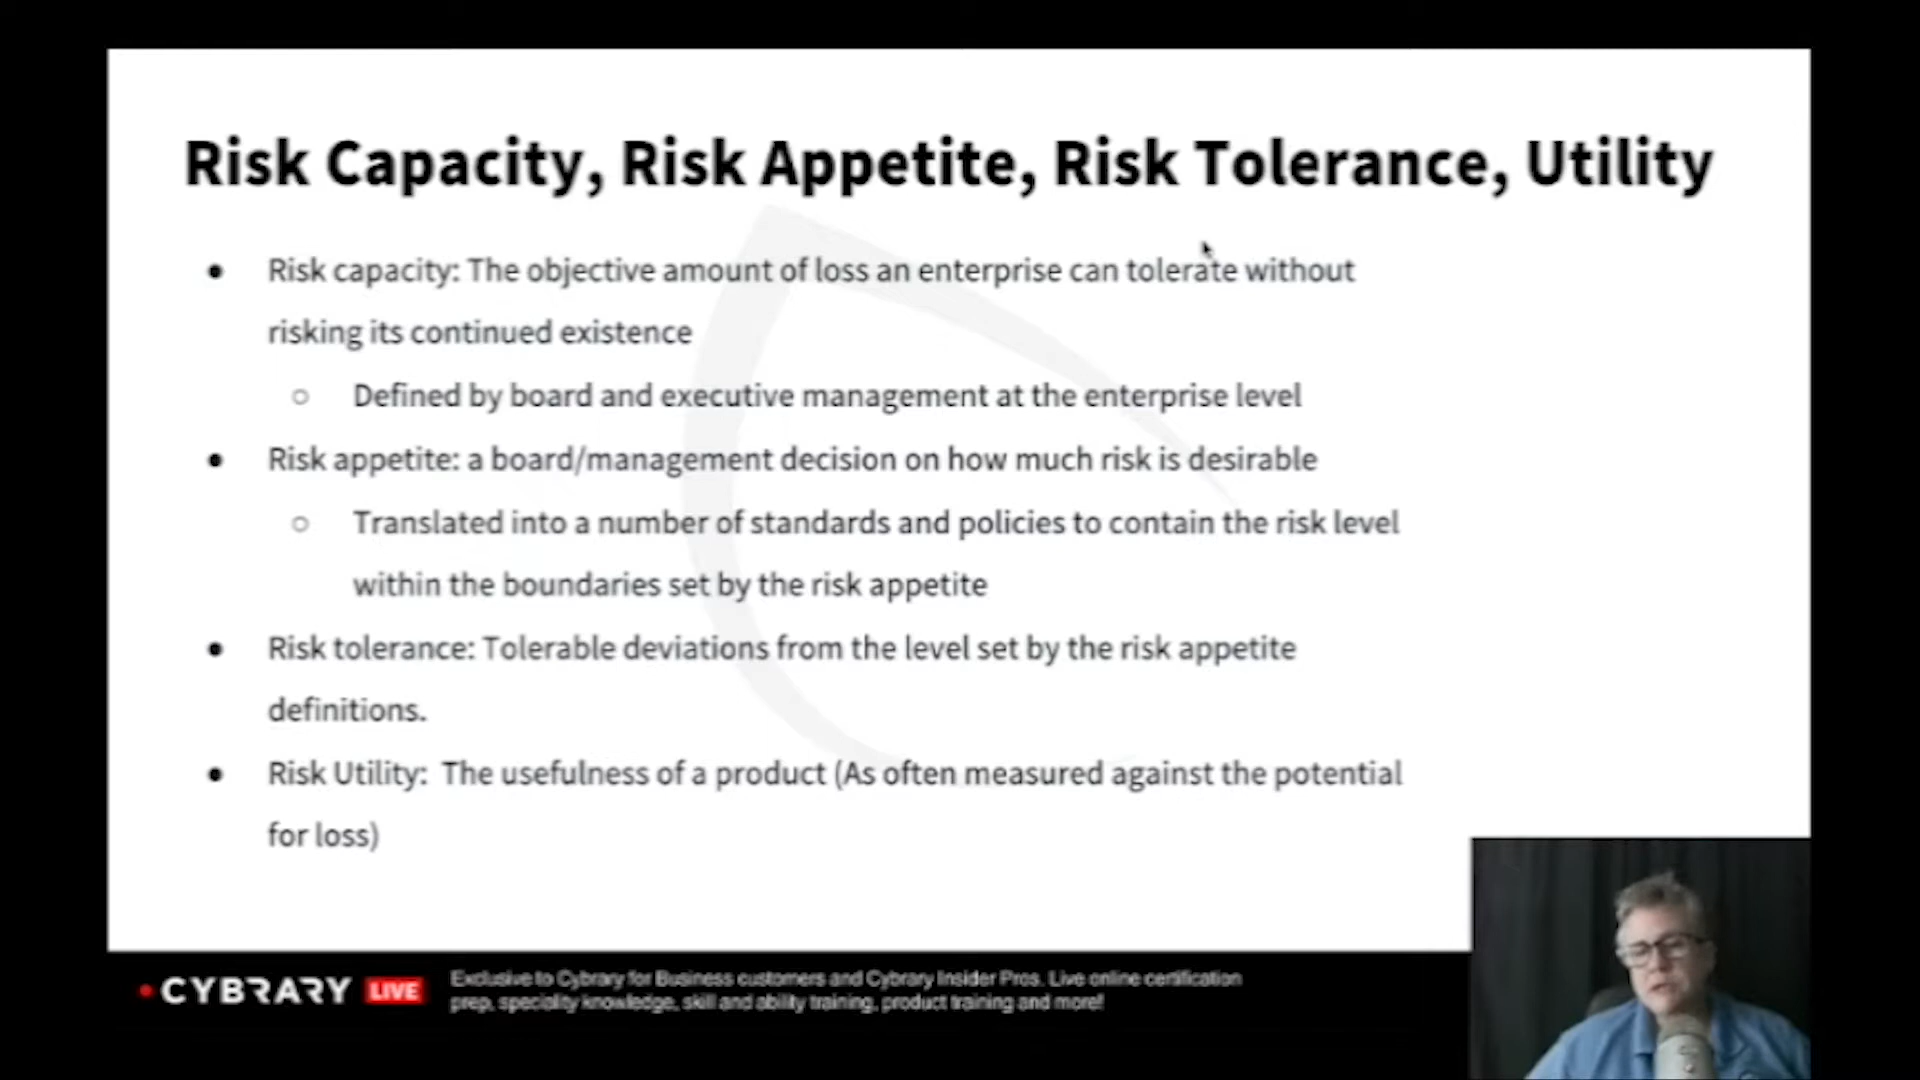 Risk Capacity, Risk Appetite, Risk Tolerance, Utility
● Risk capacity: The objective amount of loss an enterprise can tolerate without
risking its continued existence
○ Defined by board and executive management at the enterprise level
● Risk appetite: a board/management decision on how much risk is desirable
○ Translated into a number of standards and policies to contain the risk level
within the boundaries set by the risk appetite
● Risk tolerance: Tolerable deviations from the level set by the risk appetite
definitions.
● Risk Utility: The usefulness of a product (As often measured against the potential
for loss)
CYBRARY LIVE
Exclusive to Cybrary for Business customers and Cybrary Insider Pros. Live online certification
prep, speciality knowledge, skill and ability training, product training and more!